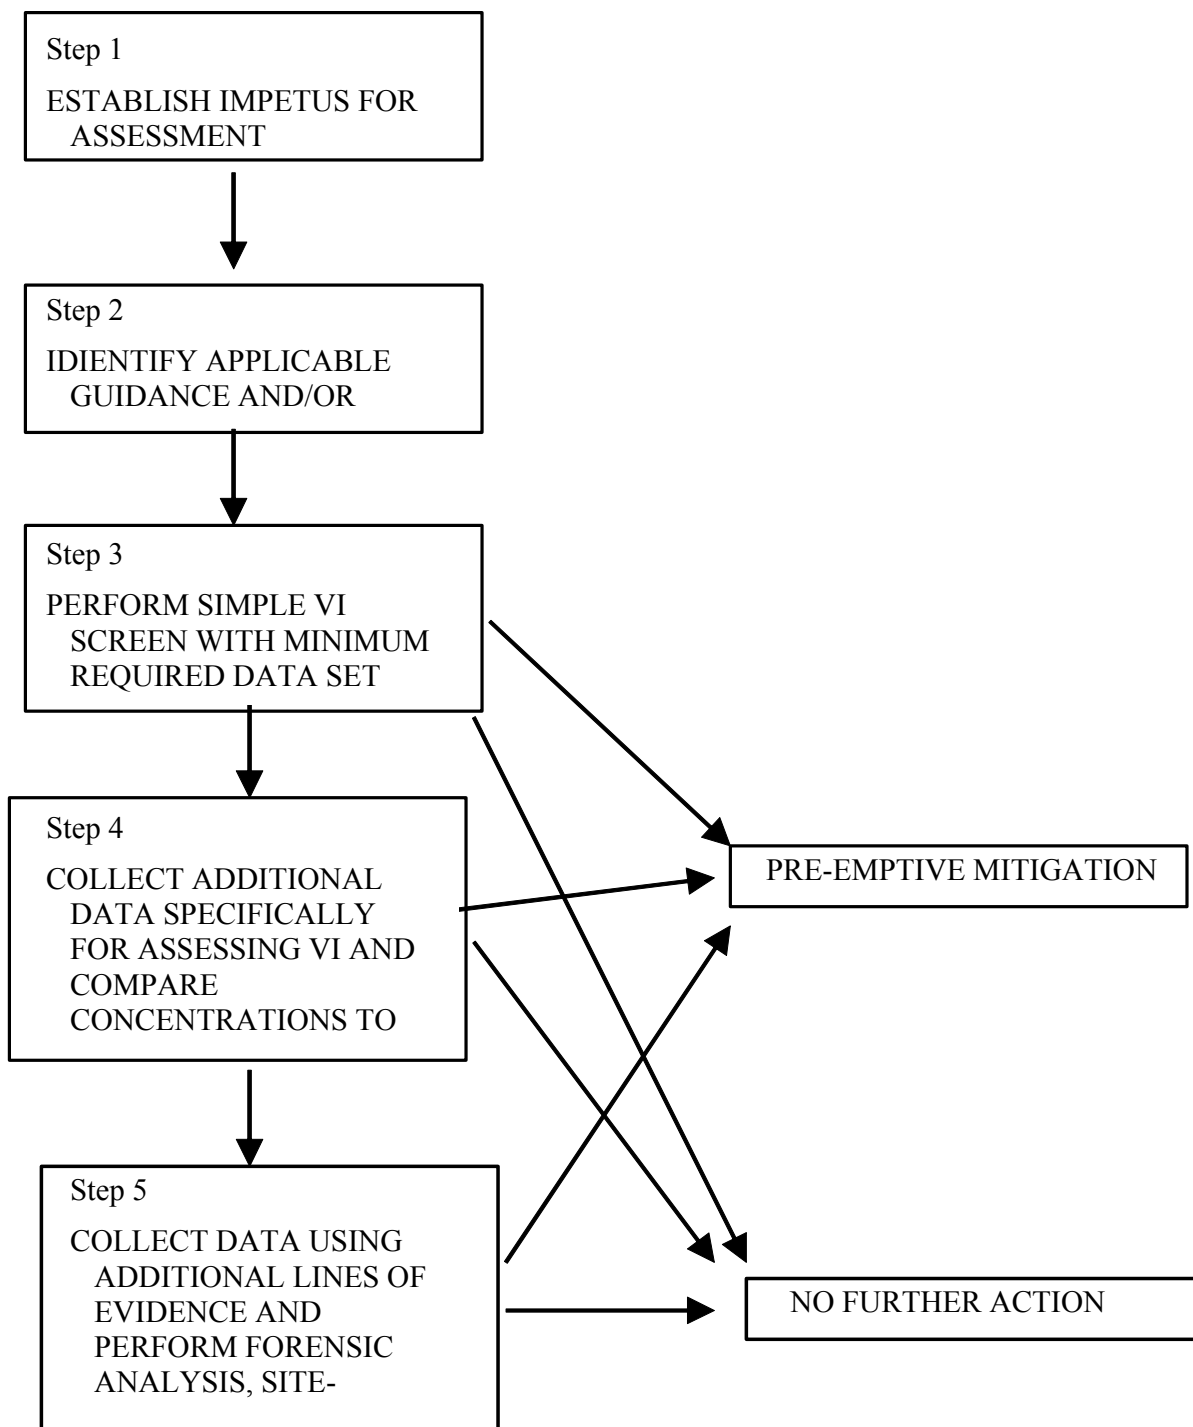 Step 1
ESTABLISH IMPETUS FOR
ASSESSMENT
Step 2
IDIENTIFY APPLICABLE
GUIDANCE AND/OR
Step 3
PERFORM SIMPLE VI
SCREEN WITH MINIMUM
REQUIRED DATA SET
Step 4
COLLECT ADDITIONAL
DATA SPECIFICALLY
FOR ASSESSING VI AND
COMPARE
CONCENTRATIONS TO
PRE-EMPTIVE MITIGATION
Step 5
COLLECT DATA USING
ADDITIONAL LINES OF
EVIDENCE AND
PERFORM FORENSIC
ANALYSIS, SITE-
NO FURTHER ACTION